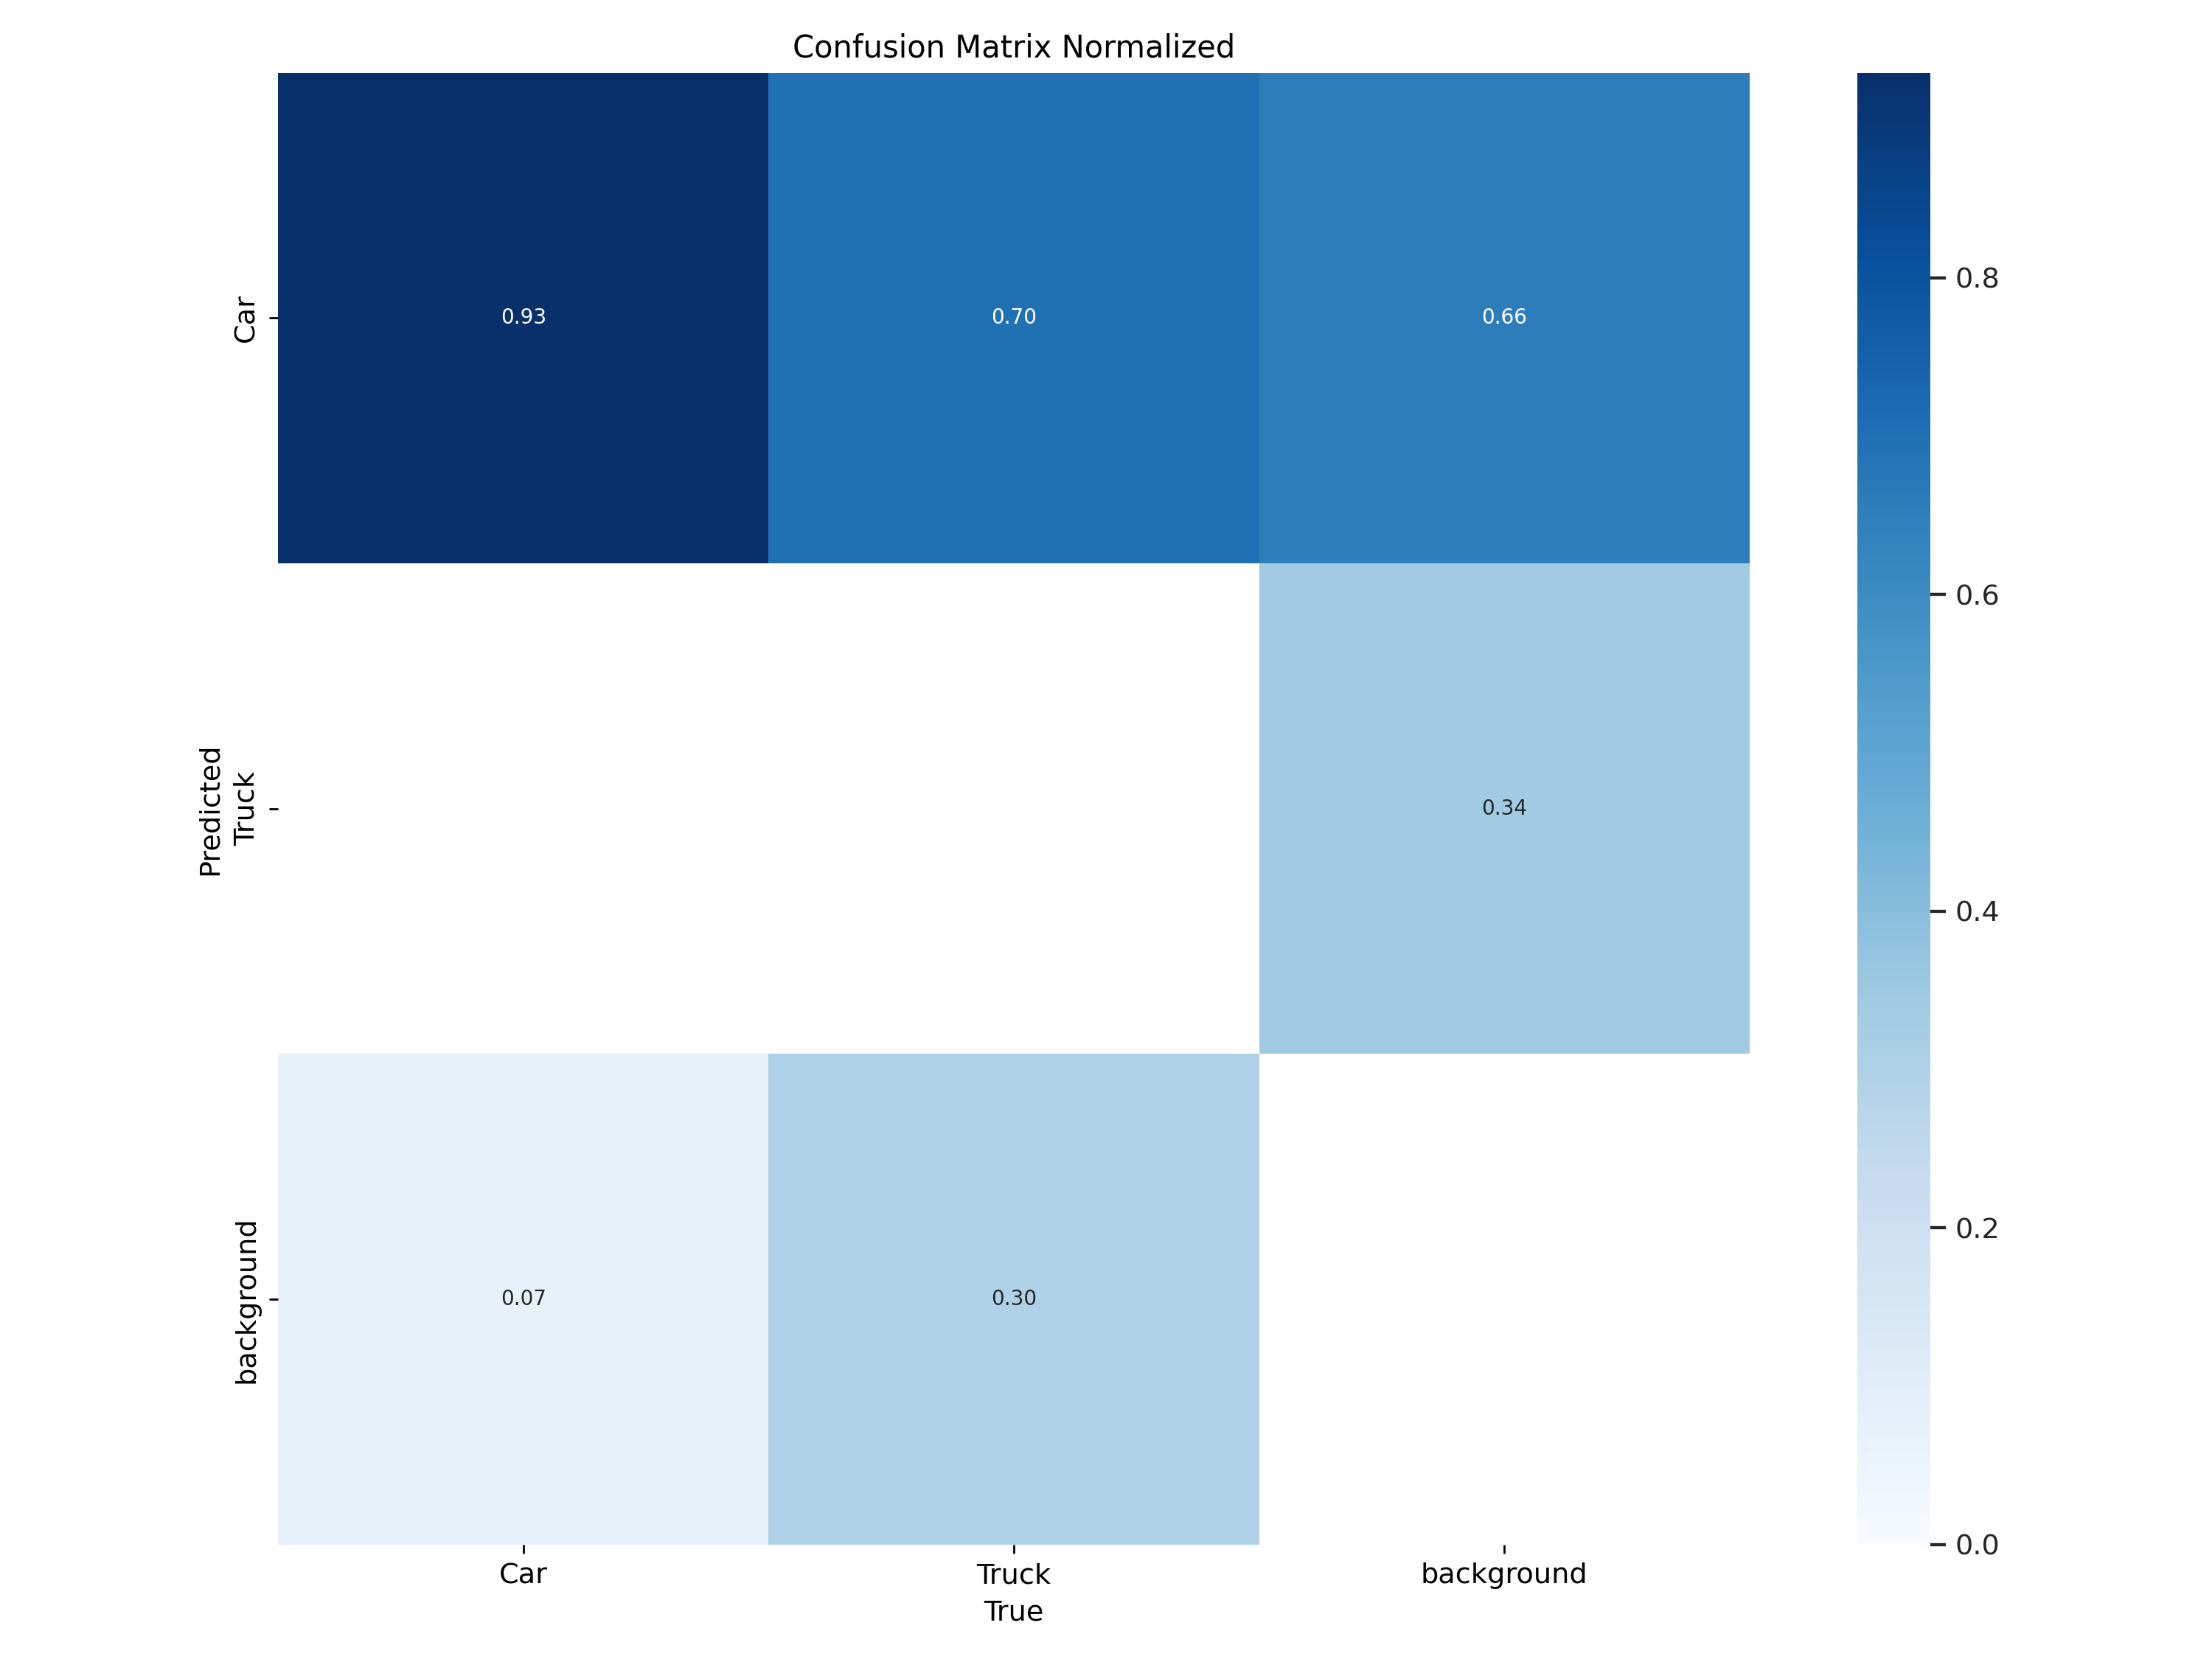 Confusion Matrix Normalized
Car
0.93
0.70
0.66
0.8
0.6
Predicted
Truck
0.34
0.4
background
0.07
0.30
0.2
0.0
Car
Truck
background
True